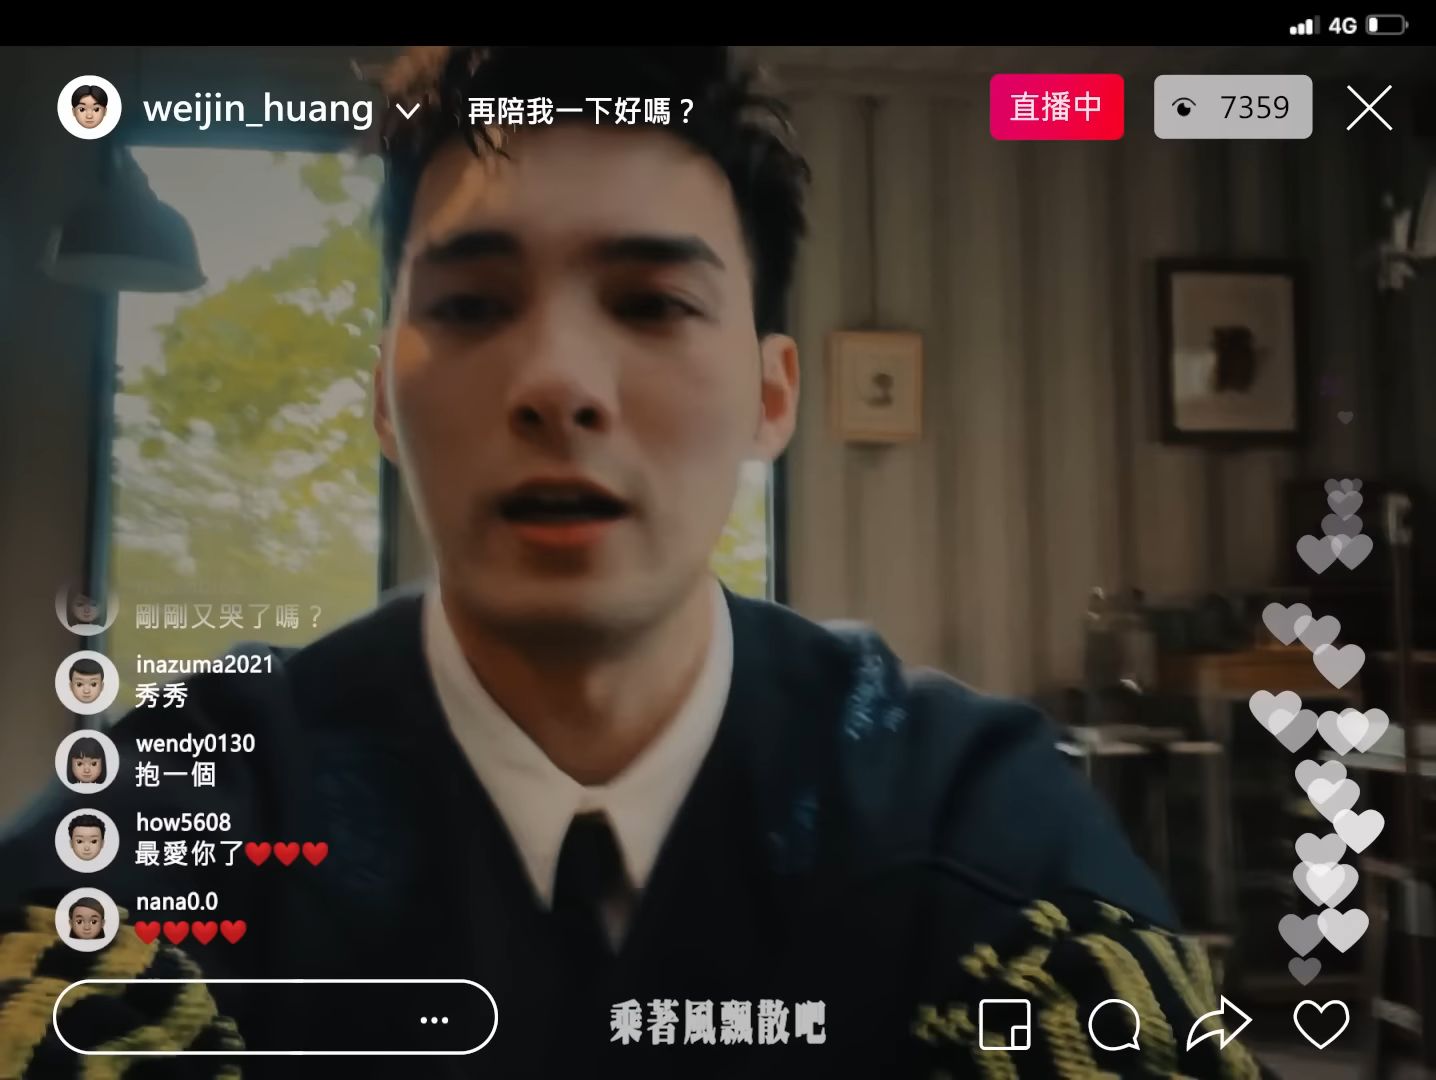 4G
weijin_huang
再陪我一下好嗎？
直播中
7359
剛剛又哭了嗎？
inazuma2021
秀秀
wendy0130
抱一個
how5608
最愛你了❤️❤️❤️
nana0.0
❤️❤️❤️❤️
...
乘著風飄散吧